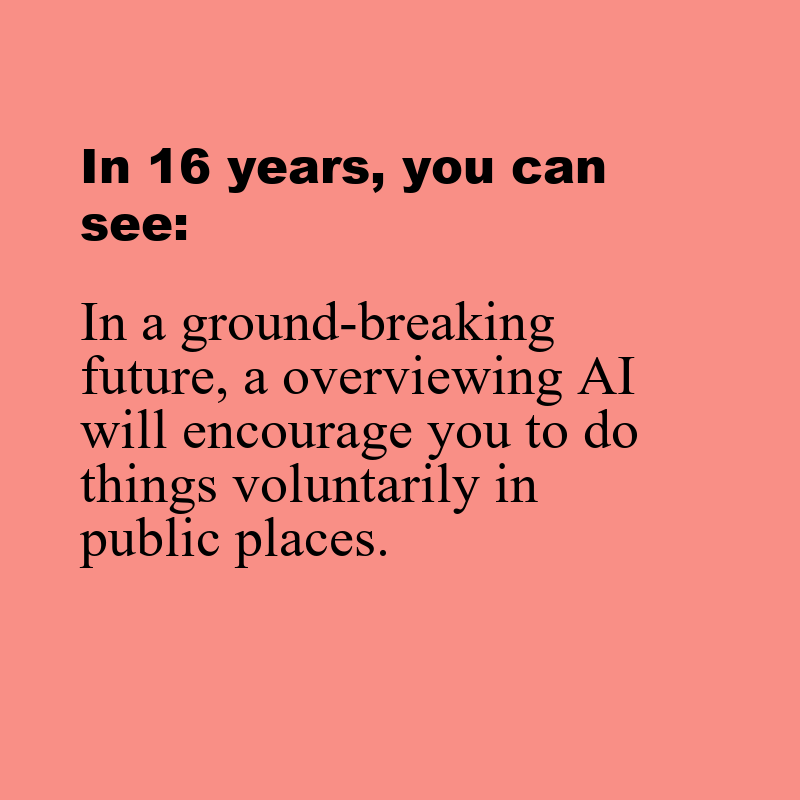 In 16 years, you can
see:
In a ground-breaking
future, a overviewing AI
will encourage you to do
things voluntarily in
public places.